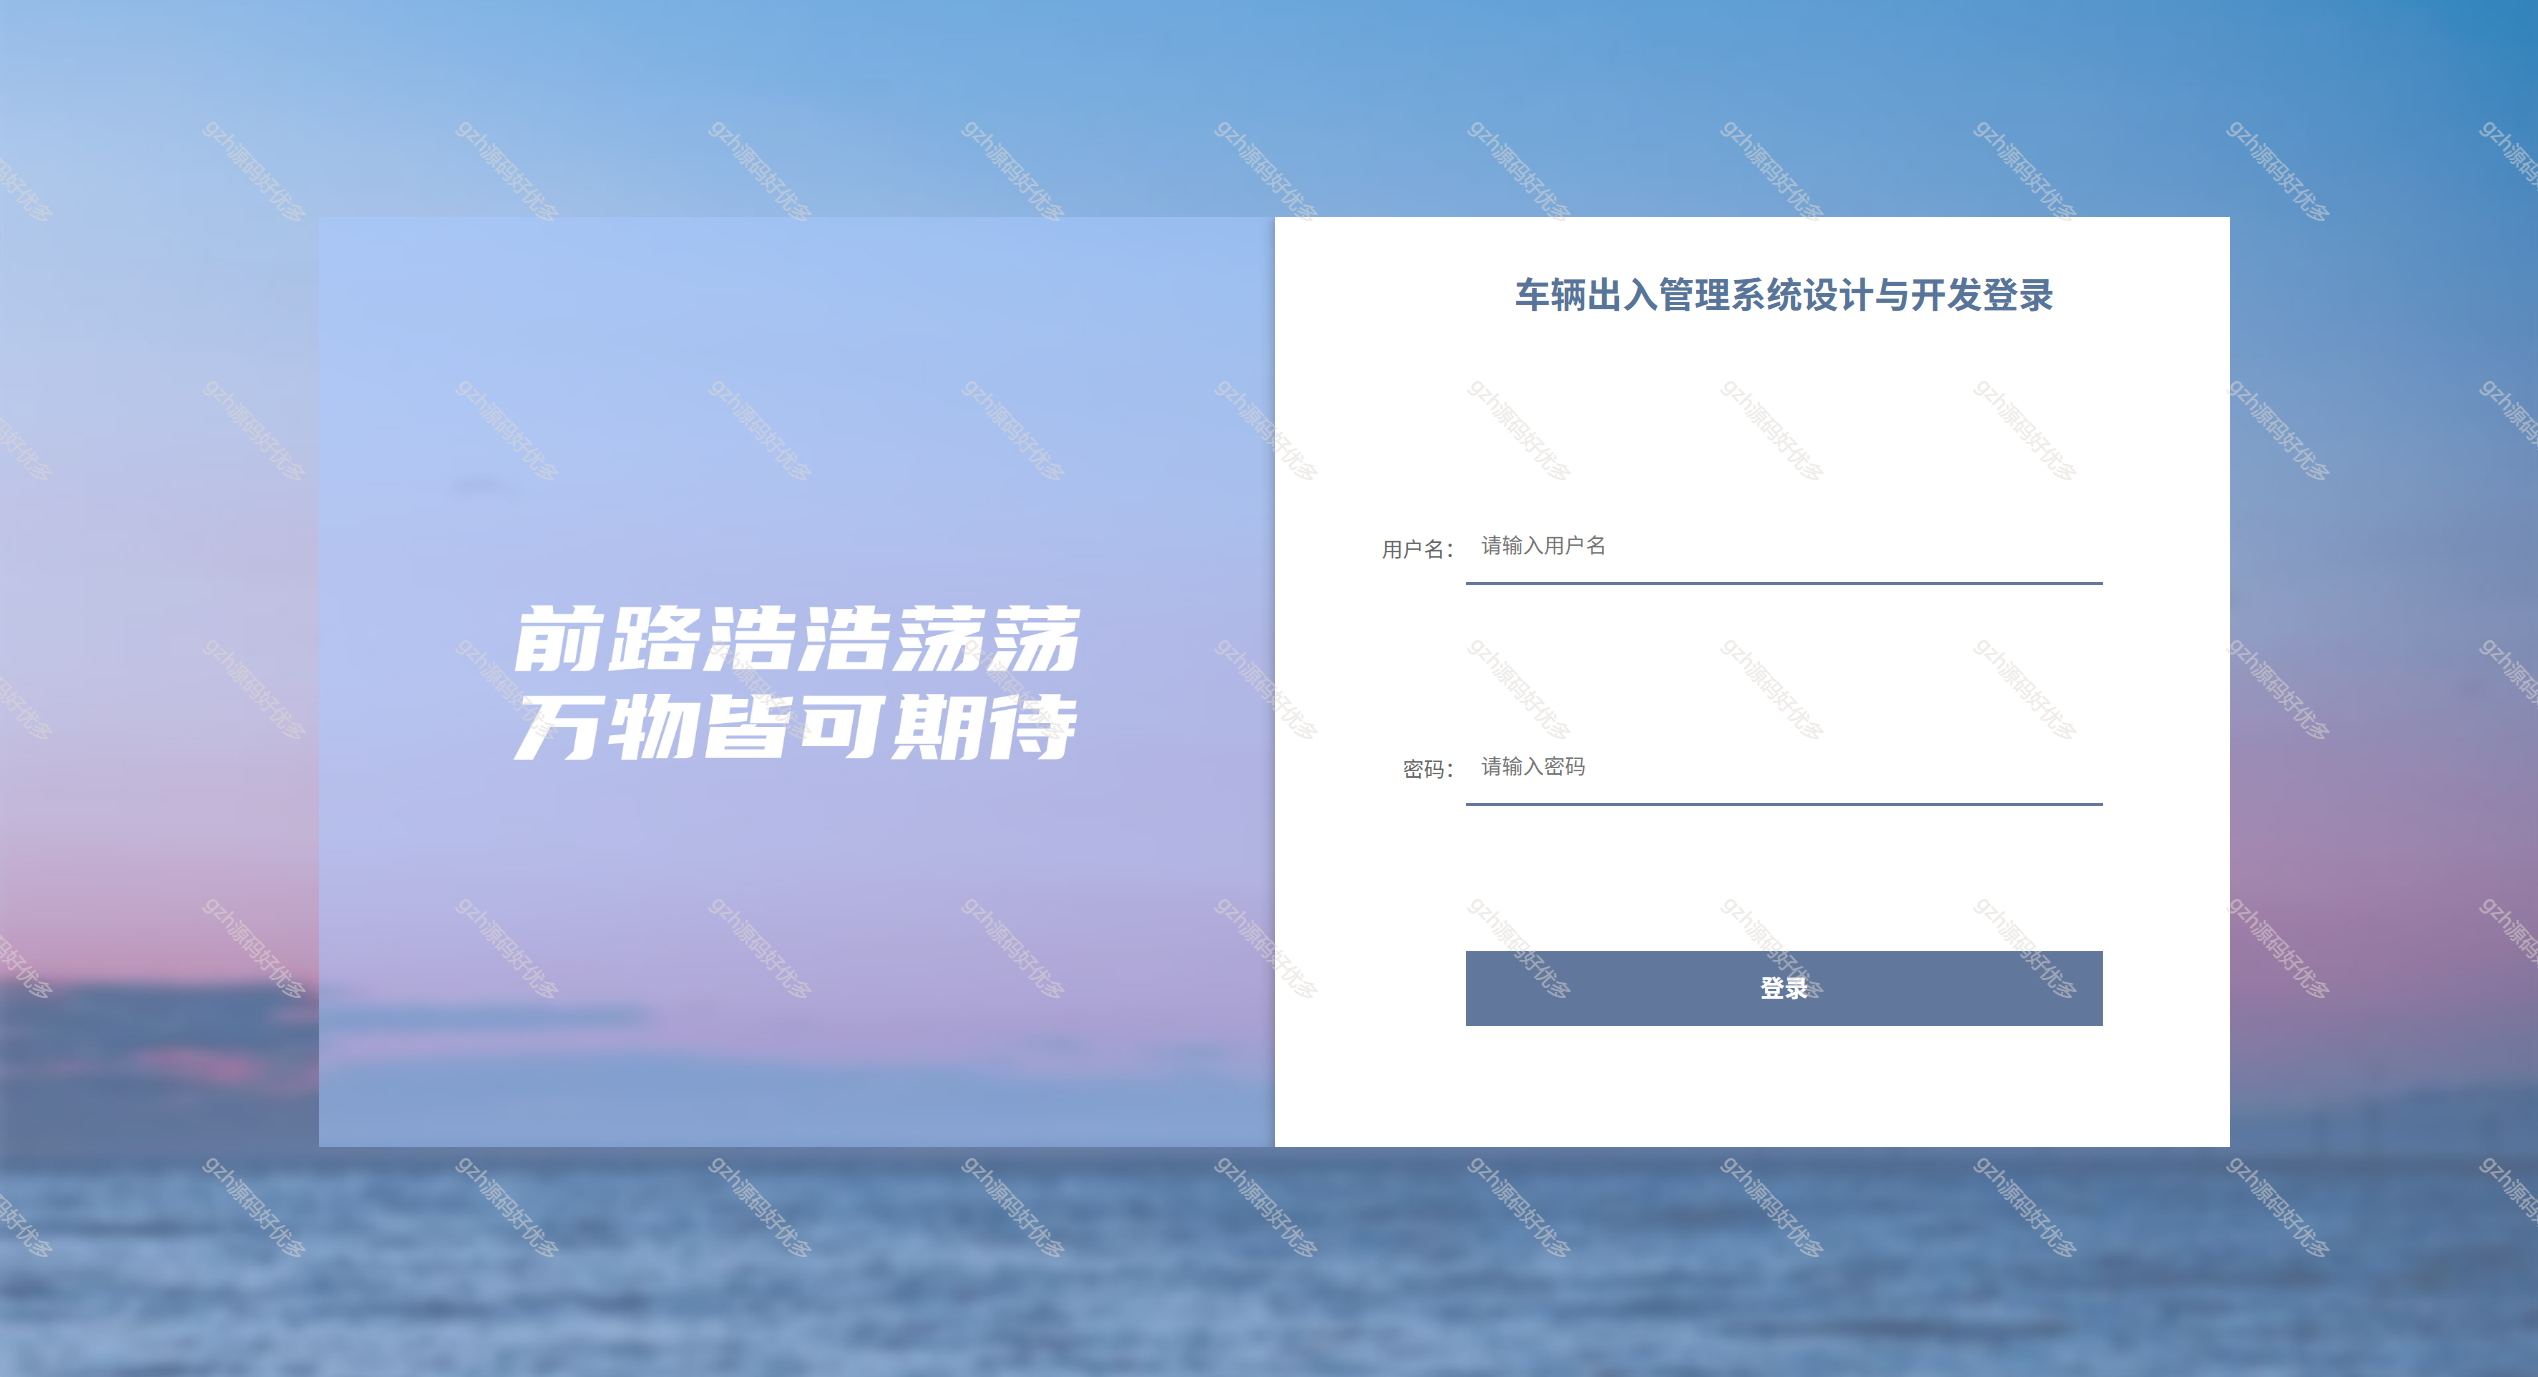 前路浩浩荡荡
万物皆可期待
车辆出入管理系统设计与开发登录
用户名： 请输入用户名
密码： 请输入密码
登录
gzh源码好优多